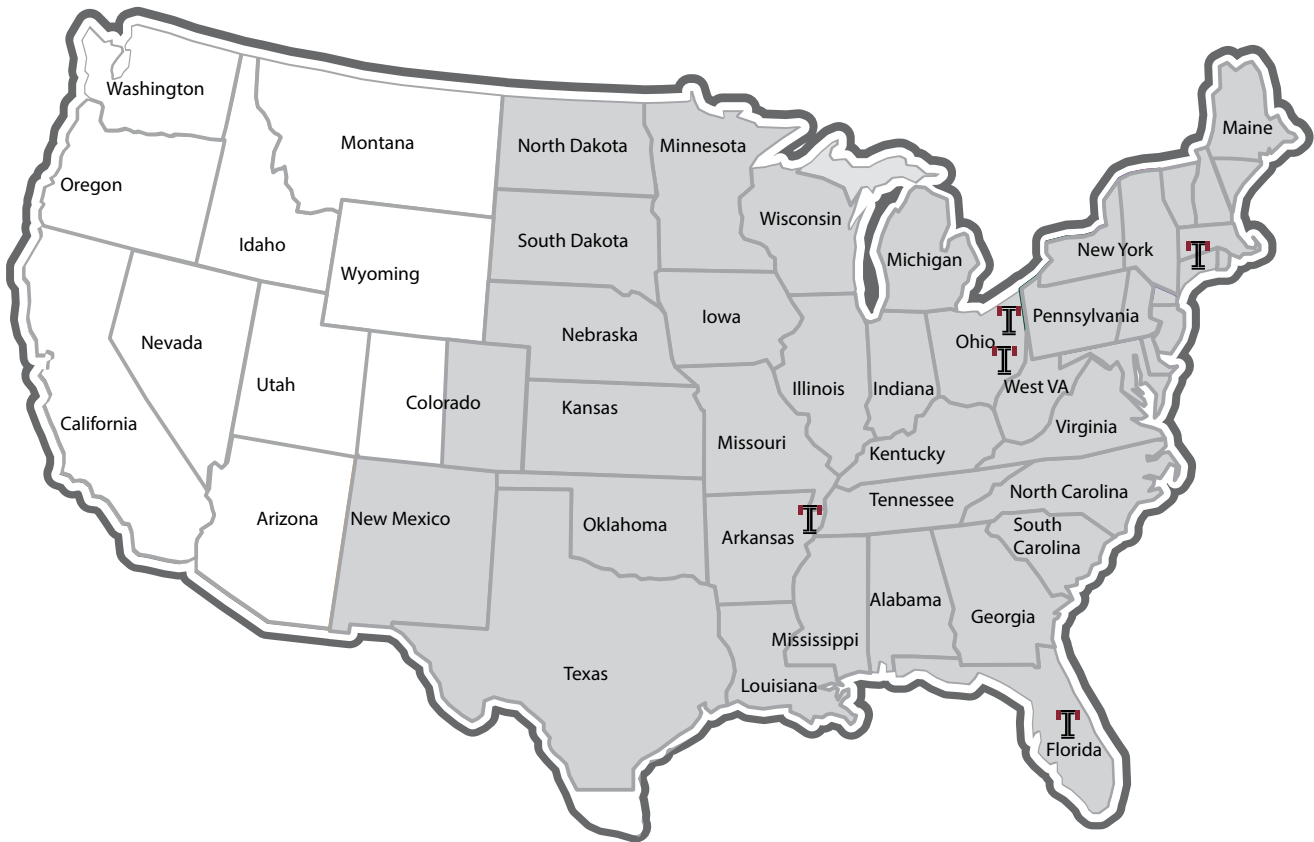 Washington
Montana
North Dakota
Minnesota
Maine
Oregon
Idaho
Wyoming
South Dakota
Wisconsin
Michigan
New York
T
Nevada
Utah
Colorado
Nebraska
Iowa
Illinois
Indiana
Ohio
T
T
Pennsylvania
West VA
Virginia
California
Kansas
Missouri
Kentucky
Arizona
New Mexico
Oklahoma
Arkansas
T
Tennessee
North Carolina
South
Carolina
Texas
Louisiana
Mississippi
Alabama
Georgia
T
Florida